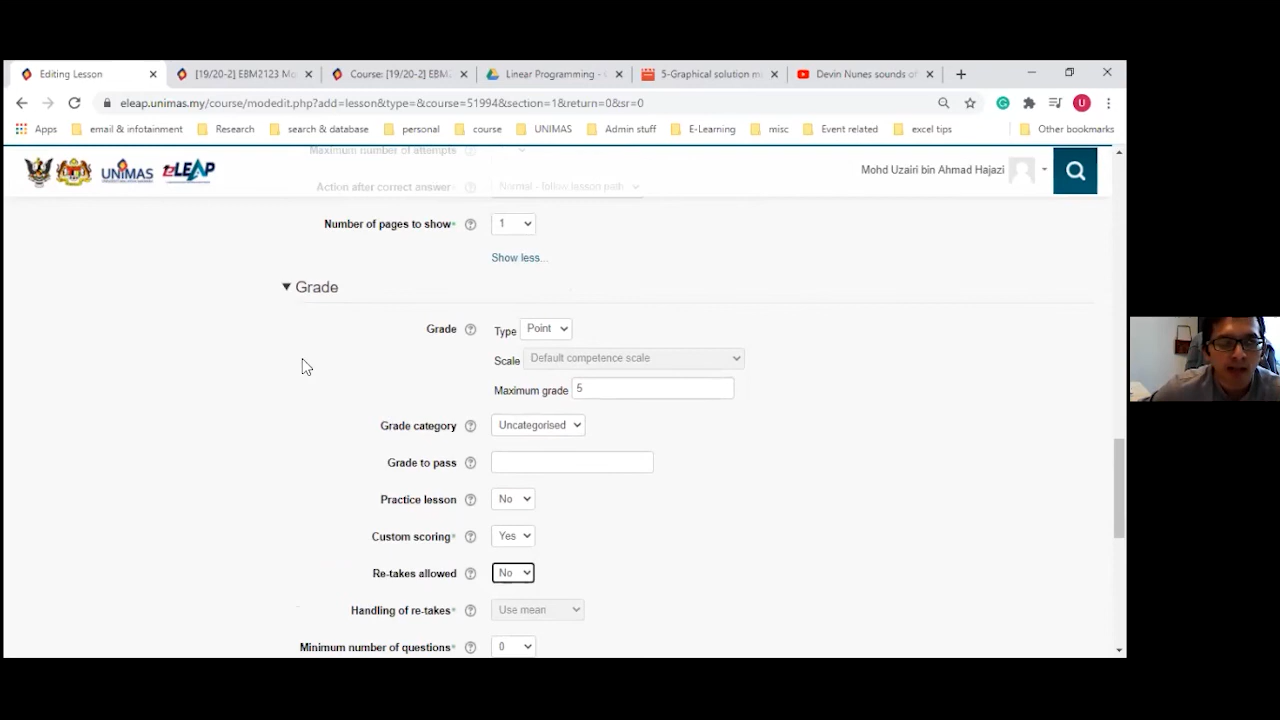 Editing Lesson
[19/20-2] EBM2123 Mo
Course: [19/20-2] EBM
Linear Programming -
5-Graphical solution m
Devin Nunes sounds of
eleap.unimas.my/course/modedit.php?add=lesson&type=&course=51994&section=1&return=0&sr=0
U
Apps
email & infotainment
Research
search & database
personal
course
UNIMAS
Admin stuff
E-Learning
misc
Event related
excel tips
Other bookmarks
UNIMAS
eLEAP
Mohd Uzairi bin Ahmad Hajazi
Maximum number of attempts
Action after correct answer
Normal - follow lesson path
Number of pages to show
1
Show less...
Grade
Grade
Type
Point
Scale
Default competence scale
Maximum grade
5
Grade category
Uncategorised
Grade to pass
Practice lesson
No
Custom scoring
Yes
Re-takes allowed
No
Handling of re-takes
Use mean
Minimum number of questions
0